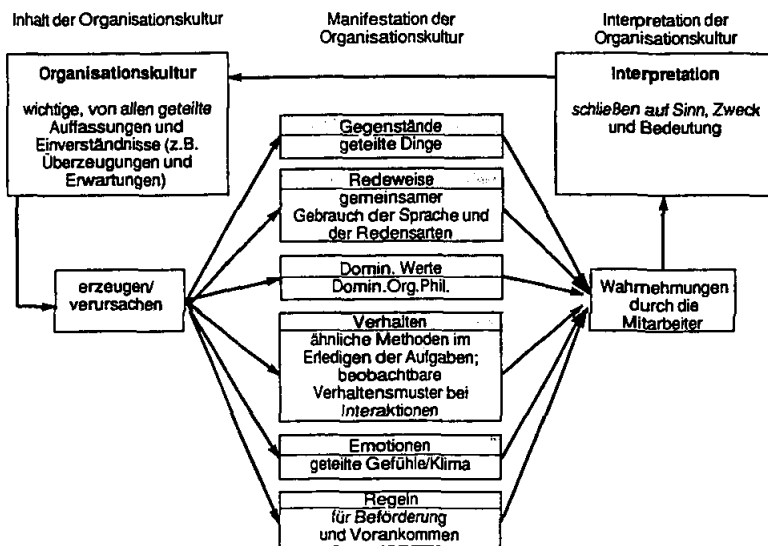 Inhalt der Organisationskultur
Manifestation der
Organisationskultur
Interpretation der
Organisationskultur
Organisationskultur
wichtige, von allen geteilte
Auffassungen und
Einverständnisse (z.B.
Überzeugungen und
Erwartungen)
erzeugen/
verursachen
Gegenstände
geteilte Dinge
Redeweise
gemeinsamer
Gebrauch der Sprache und
der Redensarten
Domin. Werte
Domin.Org.Phil.
Verhalten
ähnliche Methoden im
Erledigen der Aufgaben;
beobachtbare
Verhaltensmuster bei
Interaktionen
Emotionen
geteilte Gefühle/Klima
Regeln
für Beförderung
und Vorankommen
Interpretation
schließen auf Sinn, Zweck
und Bedeutung
Wahrnehmungen
durch die
Mitarbeiter